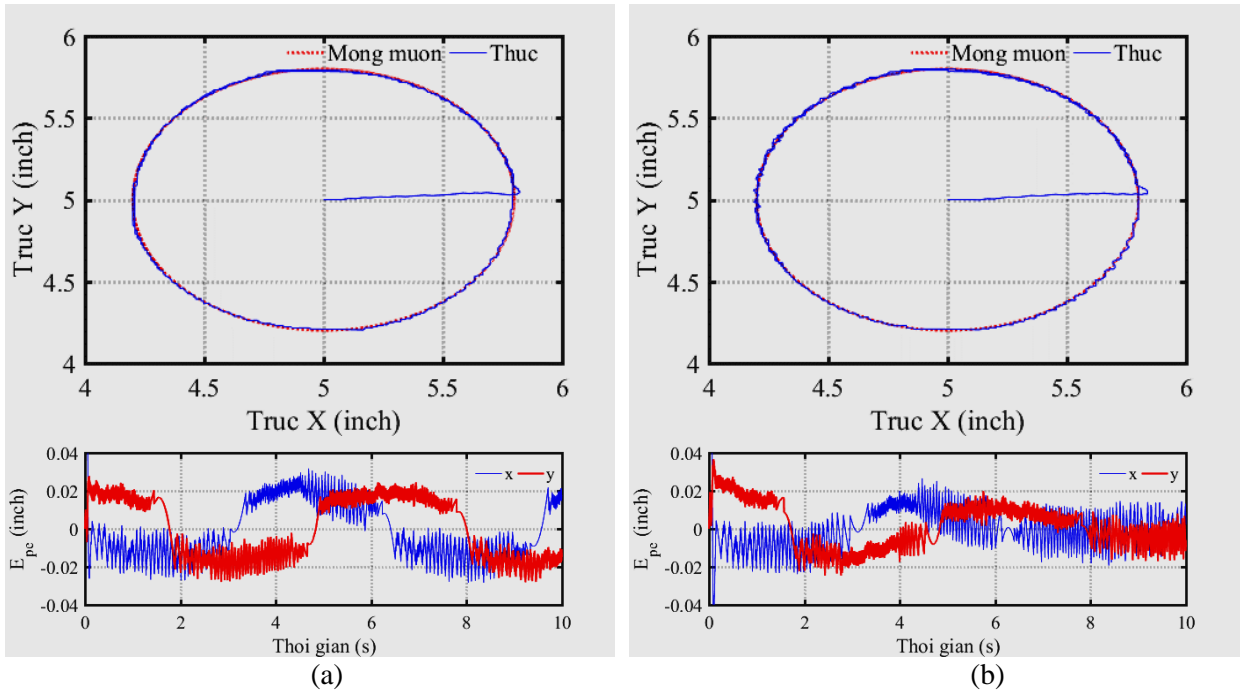 6
5.5
5
4.5
4
Truc Y (inch)
Mong muon Thuc
4 4.5 5 5.5 6
Truc X (inch)
0.04
0.02
0
-0.02
-0.04
E_pe (inch)
x y
0 2 4 6 8 10
Thoi gian (s)
(a)
6
5.5
5
4.5
4
Truc Y (inch)
Mong muon Thuc
4 4.5 5 5.5 6
Truc X (inch)
0.04
0.02
0
-0.02
-0.04
E_pe (inch)
x y
0 2 4 6 8 10
Thoi gian (s)
(b)